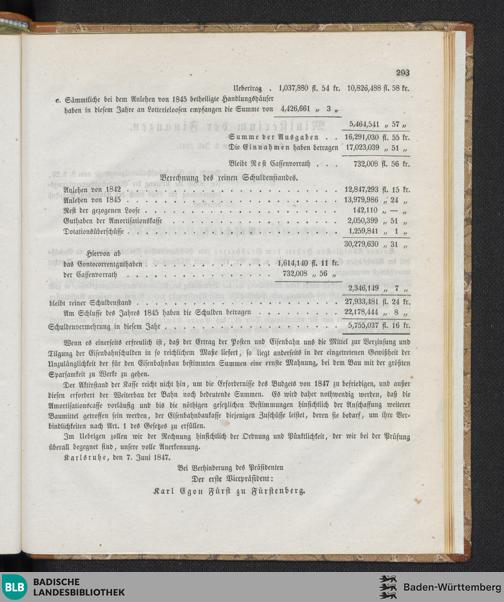 293
Uebertrag . 1,037,880 fl. 54 kr. 10,826,488 fl. 58 kr.
e. Sämmtliche bei dem Anlehen von 1845 betheiligte Handlungshäuser
haben in diesem Jahre an Lotterieloosen empfangen die Summe von 4,426,661 „ 3 „
5,464,541 „ 57 „
Summe der Ausgaben . . 16,291,030 fl. 55 kr.
Die Einnahmen haben betragen 17,023,039 „ 51 „
Bleibt Rest Cassenvorrath . . . 732,008 fl. 56 kr.
Berechnung des reinen Schuldenstandes.
Anlehen von 1842 . . . 12,847,293 fl. 15 kr.
Anlehen von 1845 . . . 13,979,986 „ 24 „
Rest der gezogenen Loose . . . 142,110 „ — „
Guthaben der Amortisationskasse . . . 2,050,399 „ 51 „
Dotationsüberschüsse . . . 1,259,841 „ 1 „
30,279,630 „ 31 „
Hiervon ab
das Contocorrentguthaben . . . 1,614,140 fl. 11 kr.
der Cassenvorrath . . . 732,008 „ 56 „
2,346,149 „ 7 „
bleibt reiner Schuldenstand . . . 27,933,481 fl. 24 kr.
Am Schlusse des Jahres 1845 haben die Schulden betragen . . . 22,178,444 „ 8 „
Schuldenvermehrung in diesem Jahre . . . 5,755,037 fl. 16 kr.
Wenn es einerseits erfreulich ist, daß der Ertrag der Posten und Eisenbahn uns die Mittel zur Verzinsung und
Tilgung der Eisenbahnschulden in so reichlichem Maße liefert, so liegt anderseits in der eingetretenen Gewißheit der
Unzulänglichkeit der für den Eisenbahnbau bestimmten Summen eine ernste Mahnung, bei dem Bau mit der größten
Sparsamkeit zu Werke zu gehen.
Der Aktivstand der Kasse reicht nicht hin, um die Erfordernisse des Budgets von 1847 zu befriedigen, und außer
diesen erfordert der Weiterbau der Bahn noch bedeutende Summen. Es wird daher nothwendig werden, daß die
Amortisationscasse vorläufig und bis die nöthigen gesetzlichen Bestimmungen hinsichtlich der Anschaffung weiterer
Baumittel getroffen sein werden, der Eisenbahnbaukasse diejenigen Zuschüsse leistet, deren sie bedarf, um ihre Ver-
bindlichkeiten nach Art. 1 des Gesetzes zu erfüllen.
Im Uebrigen zollen wir der Rechnung hinsichtlich der Ordnung und Pünktlichkeit, der wir bei der Prüfung
überall begegnet sind, unsere volle Anerkennung.
Karlsruhe, den 7. Juni 1847.
Bei Verhinderung des Präsidenten
Der erste Vicepräsident:
Karl Egon Fürst zu Fürstenberg.
BLB BADISCHE
LANDESBIBLIOTHEK
Baden-Württemberg